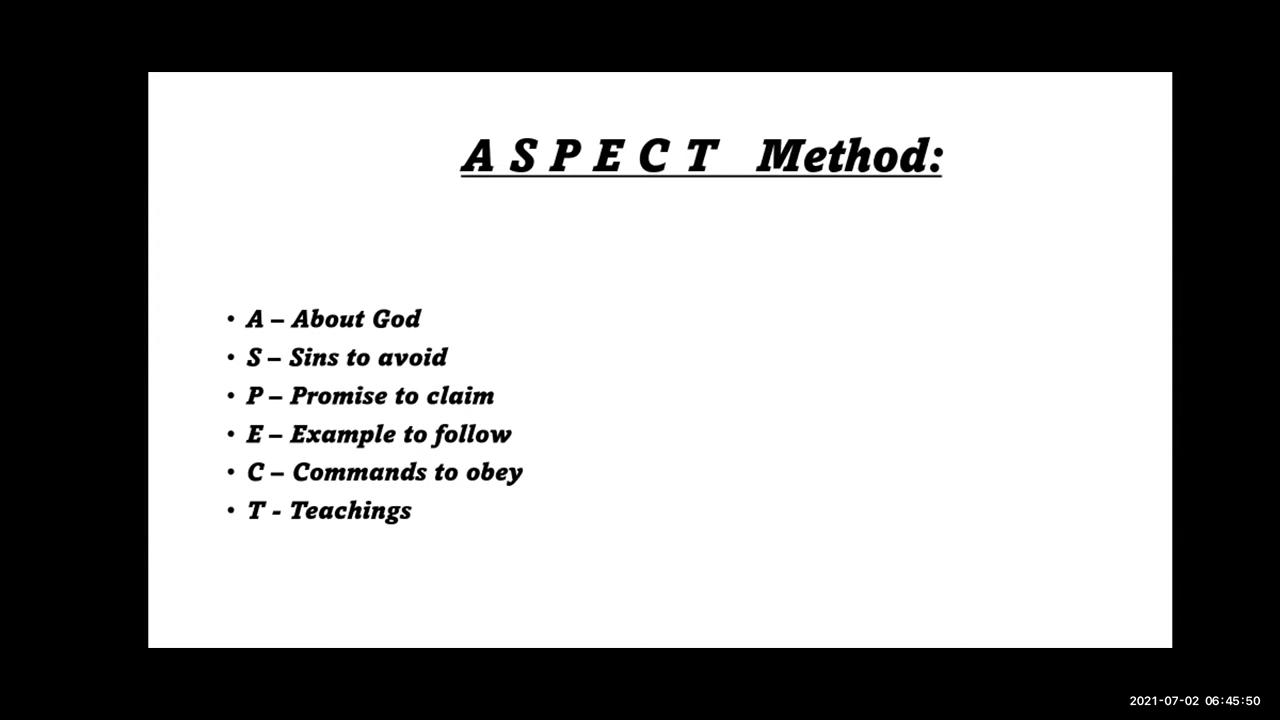 A S P E C T Method:
• A – About God
• S – Sins to avoid
• P – Promise to claim
• E – Example to follow
• C – Commands to obey
• T - Teachings
2021-07-02 06:45:50